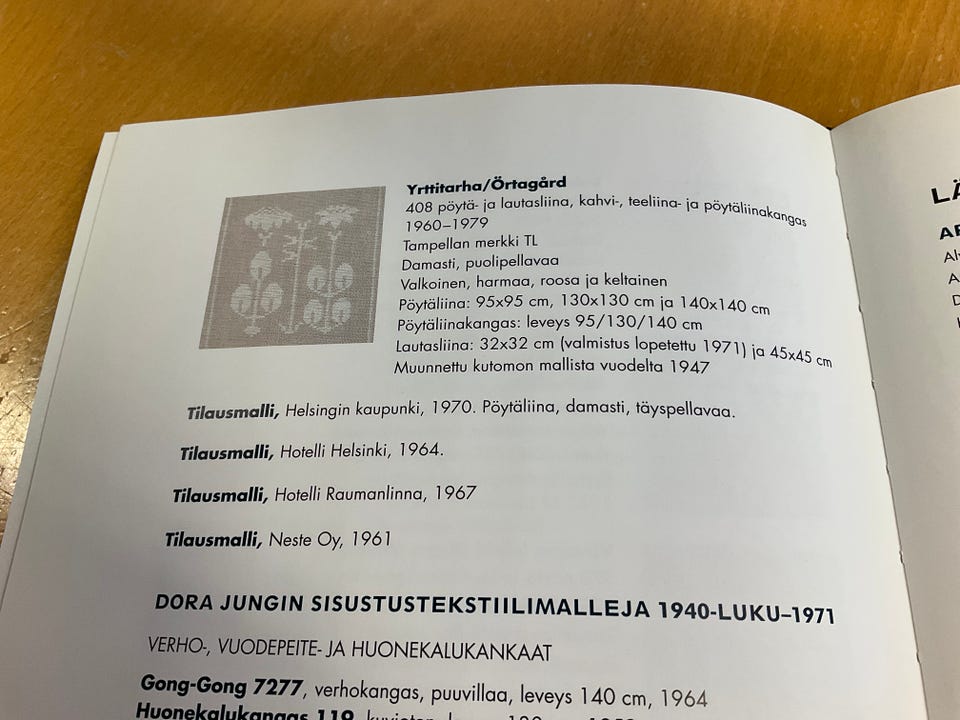 Yrttitarha/Örtagård
408 pöytä- ja lautasliina, kahvi-, teeliina- ja pöytäliinakangas
1960–1979
Tampellan merkki TL
Damasti, puolipellavaa
Valkoinen, harmaa, roosa ja keltainen
Pöytäliina: 95x95 cm, 130x130 cm ja 140x140 cm
Pöytäliinakangas: leveys 95/130/140 cm
Lautasliina: 32x32 cm (valmistus lopetettu 1971) ja 45x45 cm
Muunnettu kutomon mallista vuodelta 1947
Tilausmalli, Helsingin kaupunki, 1970. Pöytäliina, damasti, täyspellavaa.
Tilausmalli, Hotelli Helsinki, 1964.
Tilausmalli, Hotelli Raumanlinna, 1967
Tilausmalli, Neste Oy, 1961
DORA JUNGIN SISUSTUSTEKSTIILIMALLEJA 1940-LUKU–1971
VERHO-, VUODEPEITE- JA HUONEKALUKANKAAT
Gong-Gong 7277, verhokangas, puuvillaa, leveys 140 cm, 1964
Huonekalukangas 119,